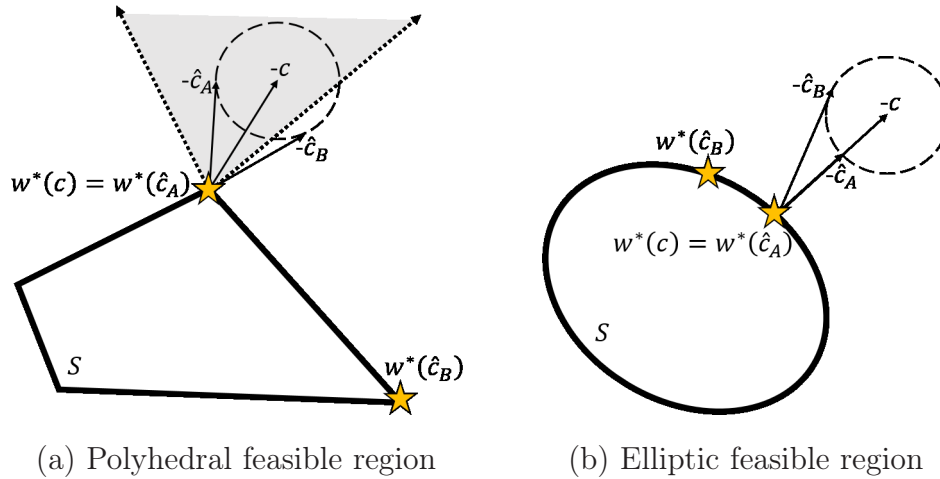 -ĉ_A
-c
-ĉ_B
w*(c) = w*(ĉ_A)
S
w*(ĉ_B)
(a) Polyhedral feasible region
-ĉ_B
-c
w*(ĉ_B)
-ĉ_A
w*(c) = w*(ĉ_A)
S
(b) Elliptic feasible region